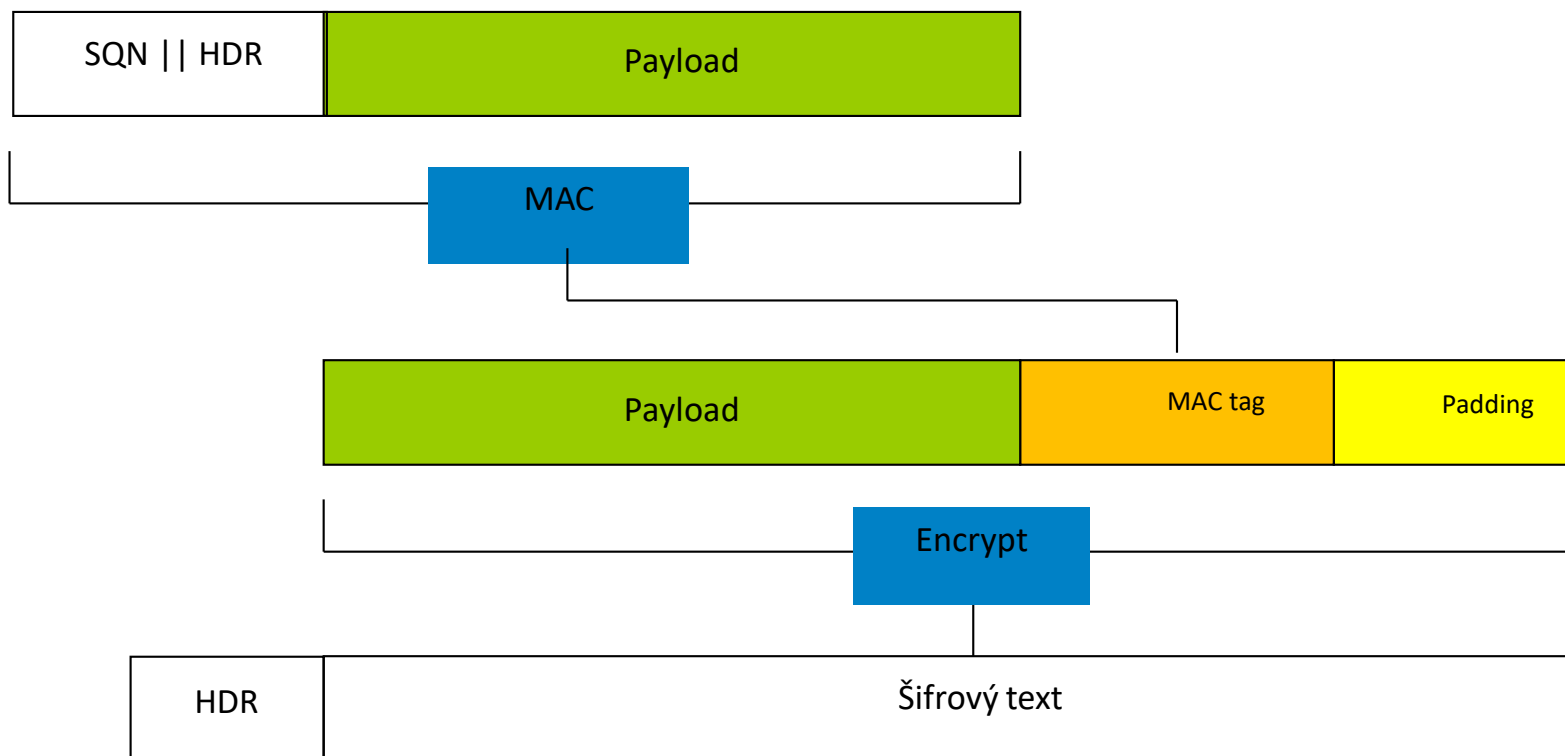 SQN || HDR
Payload
MAC
Payload
MAC tag
Padding
Encrypt
HDR
Šifrový text